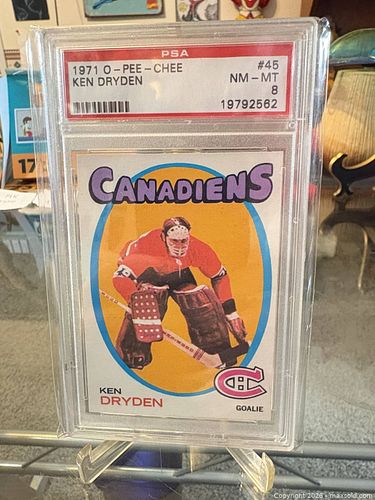 PSA
1971 O - PEE - CHEE #45
KEN DRYDEN NM - MT
8
19792562
CANADIENS
KEN
DRYDEN
GOALIE
17
Copyright 2026 - maxsold.com